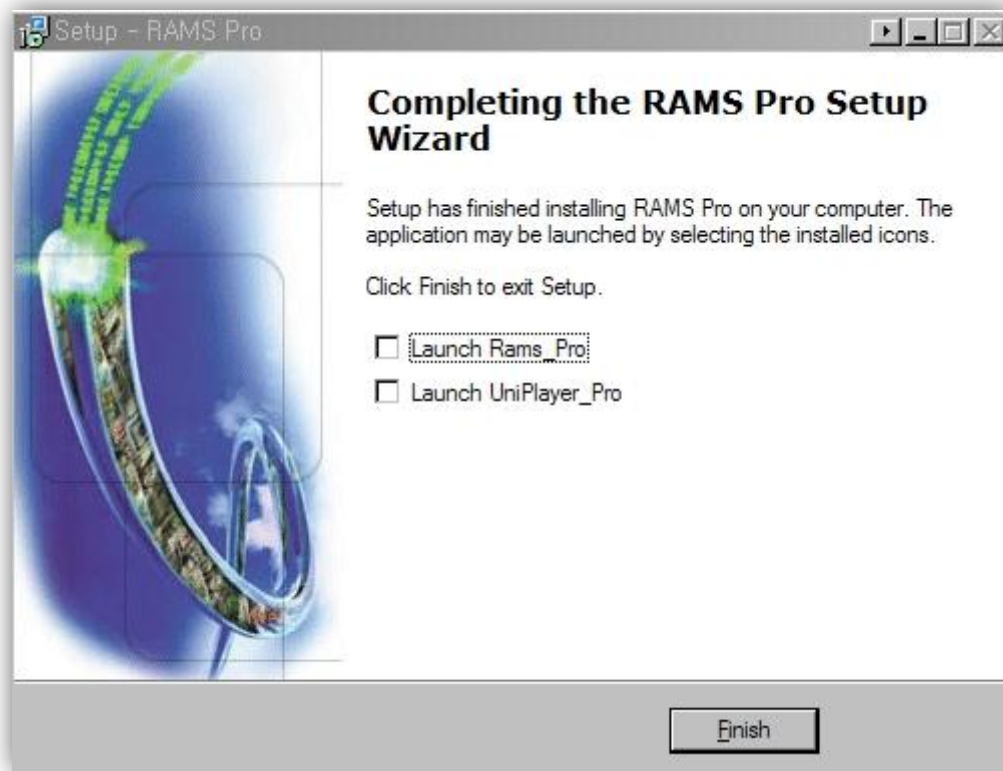 Setup - RAMS Pro
Completing the RAMS Pro Setup
Wizard
Setup has finished installing RAMS Pro on your computer. The
application may be launched by selecting the installed icons.
Click Finish to exit Setup.
Launch Rams_Pro
Launch UniPlayer_Pro
Finish